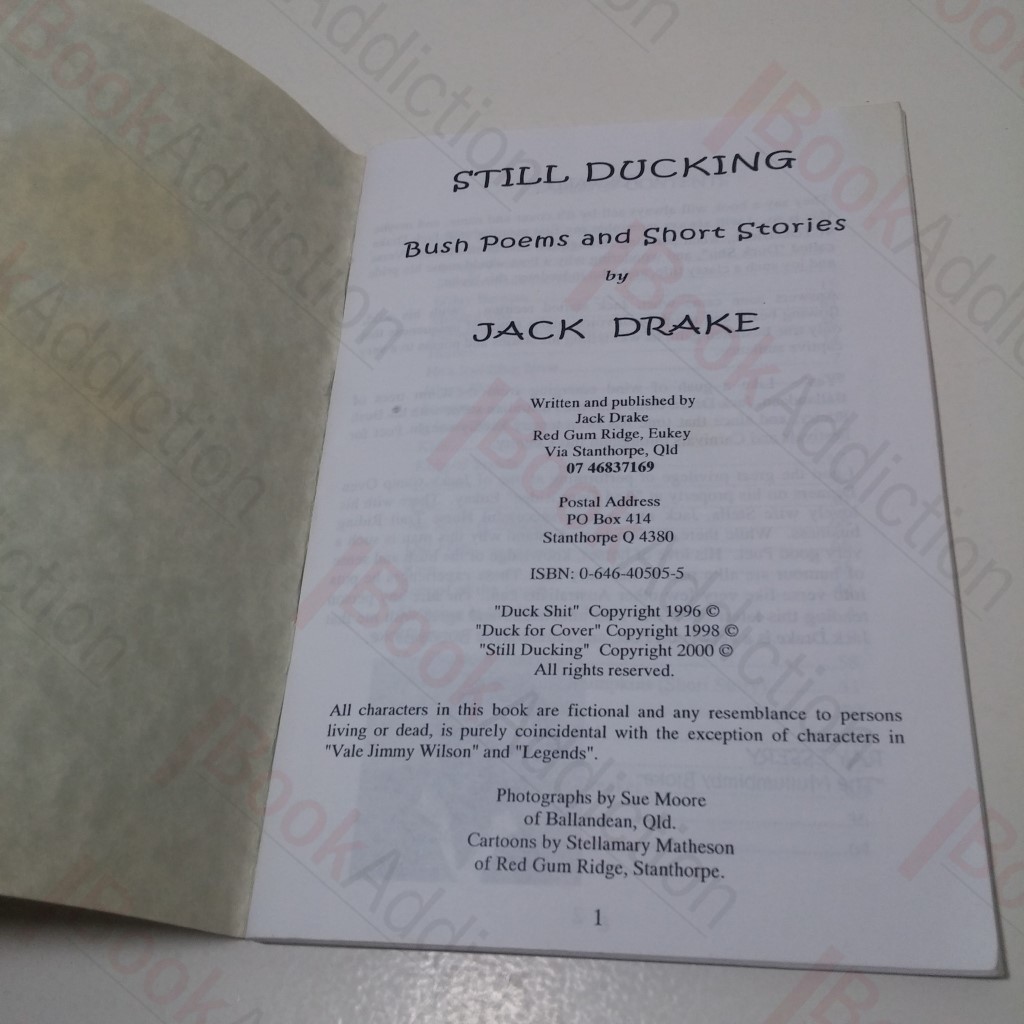 STILL DUCKING
Bush Poems and Short Stories
by
JACK DRAKE
Written and published by
Jack Drake
Red Gum Ridge, Eukey
Via Stanthorpe, Qld
07 46837169
Postal Address
PO Box 414
Stanthorpe Q 4380
ISBN: 0-646-40505-5
"Duck Shit" Copyright 1996 ©
"Duck for Cover" Copyright 1998 ©
"Still Ducking" Copyright 2000 ©
All rights reserved.
All characters in this book are fictional and any resemblance to persons
living or dead, is purely coincidental with the exception of characters in
"Vale Jimmy Wilson" and "Legends".
Photographs by Sue Moore
of Ballandean, Qld.
Cartoons by Stellamary Matheson
of Red Gum Ridge, Stanthorpe.
1
BookAddiction